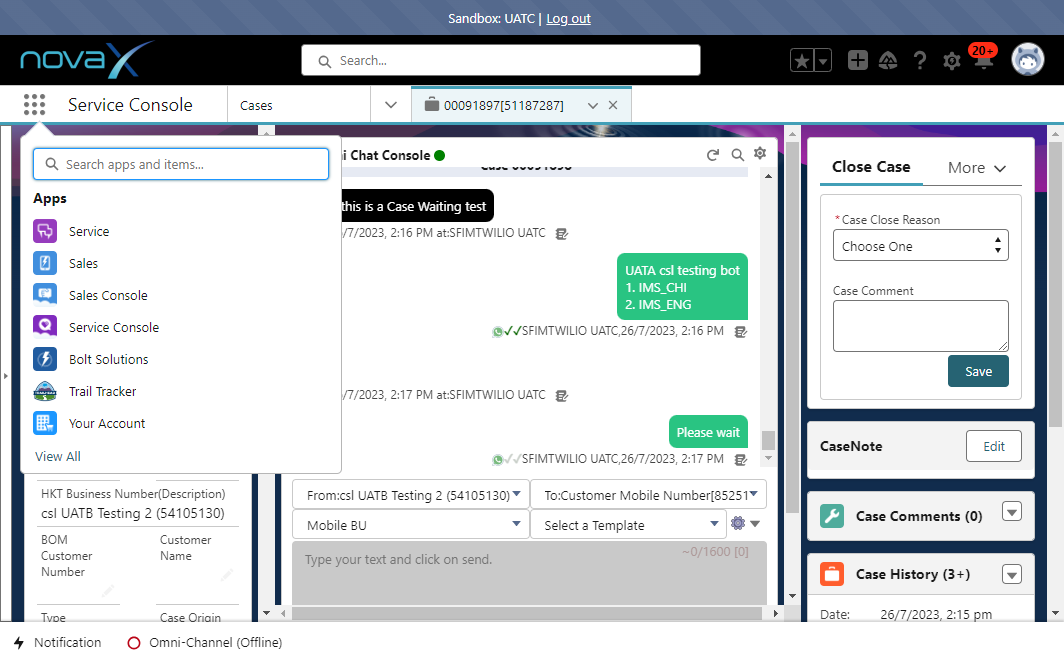 Sandbox: UATC | Log out
novaX
Search...
20+
Service Console
Cases
00091897[51187287]
Search apps and items...
Apps
Service
Sales
Sales Console
Service Console
Bolt Solutions
Trail Tracker
Your Account
View All
HKT Business Number(Description)
csl UATB Testing 2 (54105130)
BOM Customer Number
Customer Name
Type
Case Origin
i Chat Console
this is a Case Waiting test
/7/2023, 2:16 PM at:SFIMTWILIO UATC
UATA csl testing bot
1. IMS_CHI
2. IMS_ENG
SFIMTWILIO UATC,26/7/2023, 2:16 PM
/7/2023, 2:17 PM at:SFIMTWILIO UATC
Please wait
SFIMTWILIO UATC,26/7/2023, 2:17 PM
From:csl UATB Testing 2 (54105130)
To:Customer Mobile Number[85251
Mobile BU
Select a Template
Type your text and click on send.
~0/1600 [0]
Close Case
More
*Case Close Reason
Choose One
Case Comment
Save
CaseNote
Edit
Case Comments (0)
Case History (3+)
Date:
26/7/2023, 2:15 pm
Notification
Omni-Channel (Offline)